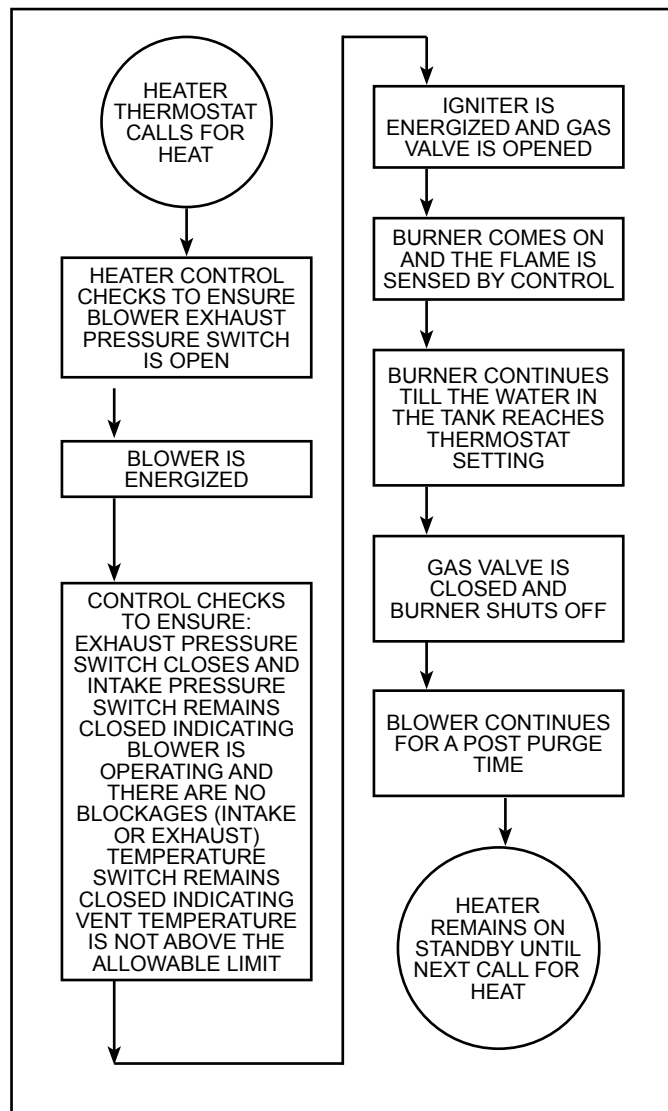 HEATER
THERMOSTAT
CALLS FOR
HEAT
HEATER CONTROL
CHECKS TO ENSURE
BLOWER EXHAUST
PRESSURE SWITCH
IS OPEN
BLOWER IS
ENERGIZED
CONTROL CHECKS
TO ENSURE:
EXHAUST PRESSURE
SWITCH CLOSES AND
INTAKE PRESSURE
SWITCH REMAINS
CLOSED INDICATING
BLOWER IS
OPERATING AND
THERE ARE NO
BLOCKAGES (INTAKE
OR EXHAUST)
TEMPERATURE
SWITCH REMAINS
CLOSED INDICATING
VENT TEMPERATURE
IS NOT ABOVE THE
ALLOWABLE LIMIT
IGNITER IS
ENERGIZED AND GAS
VALVE IS OPENED
BURNER COMES ON
AND THE FLAME IS
SENSED BY CONTROL
BURNER CONTINUES
TILL THE WATER IN
THE TANK REACHES
THERMOSTAT
SETTING
GAS VALVE IS
CLOSED AND
BURNER SHUTS OFF
BLOWER CONTINUES
FOR A POST PURGE
TIME
HEATER
REMAINS ON
STANDBY UNTIL
NEXT CALL FOR
HEAT